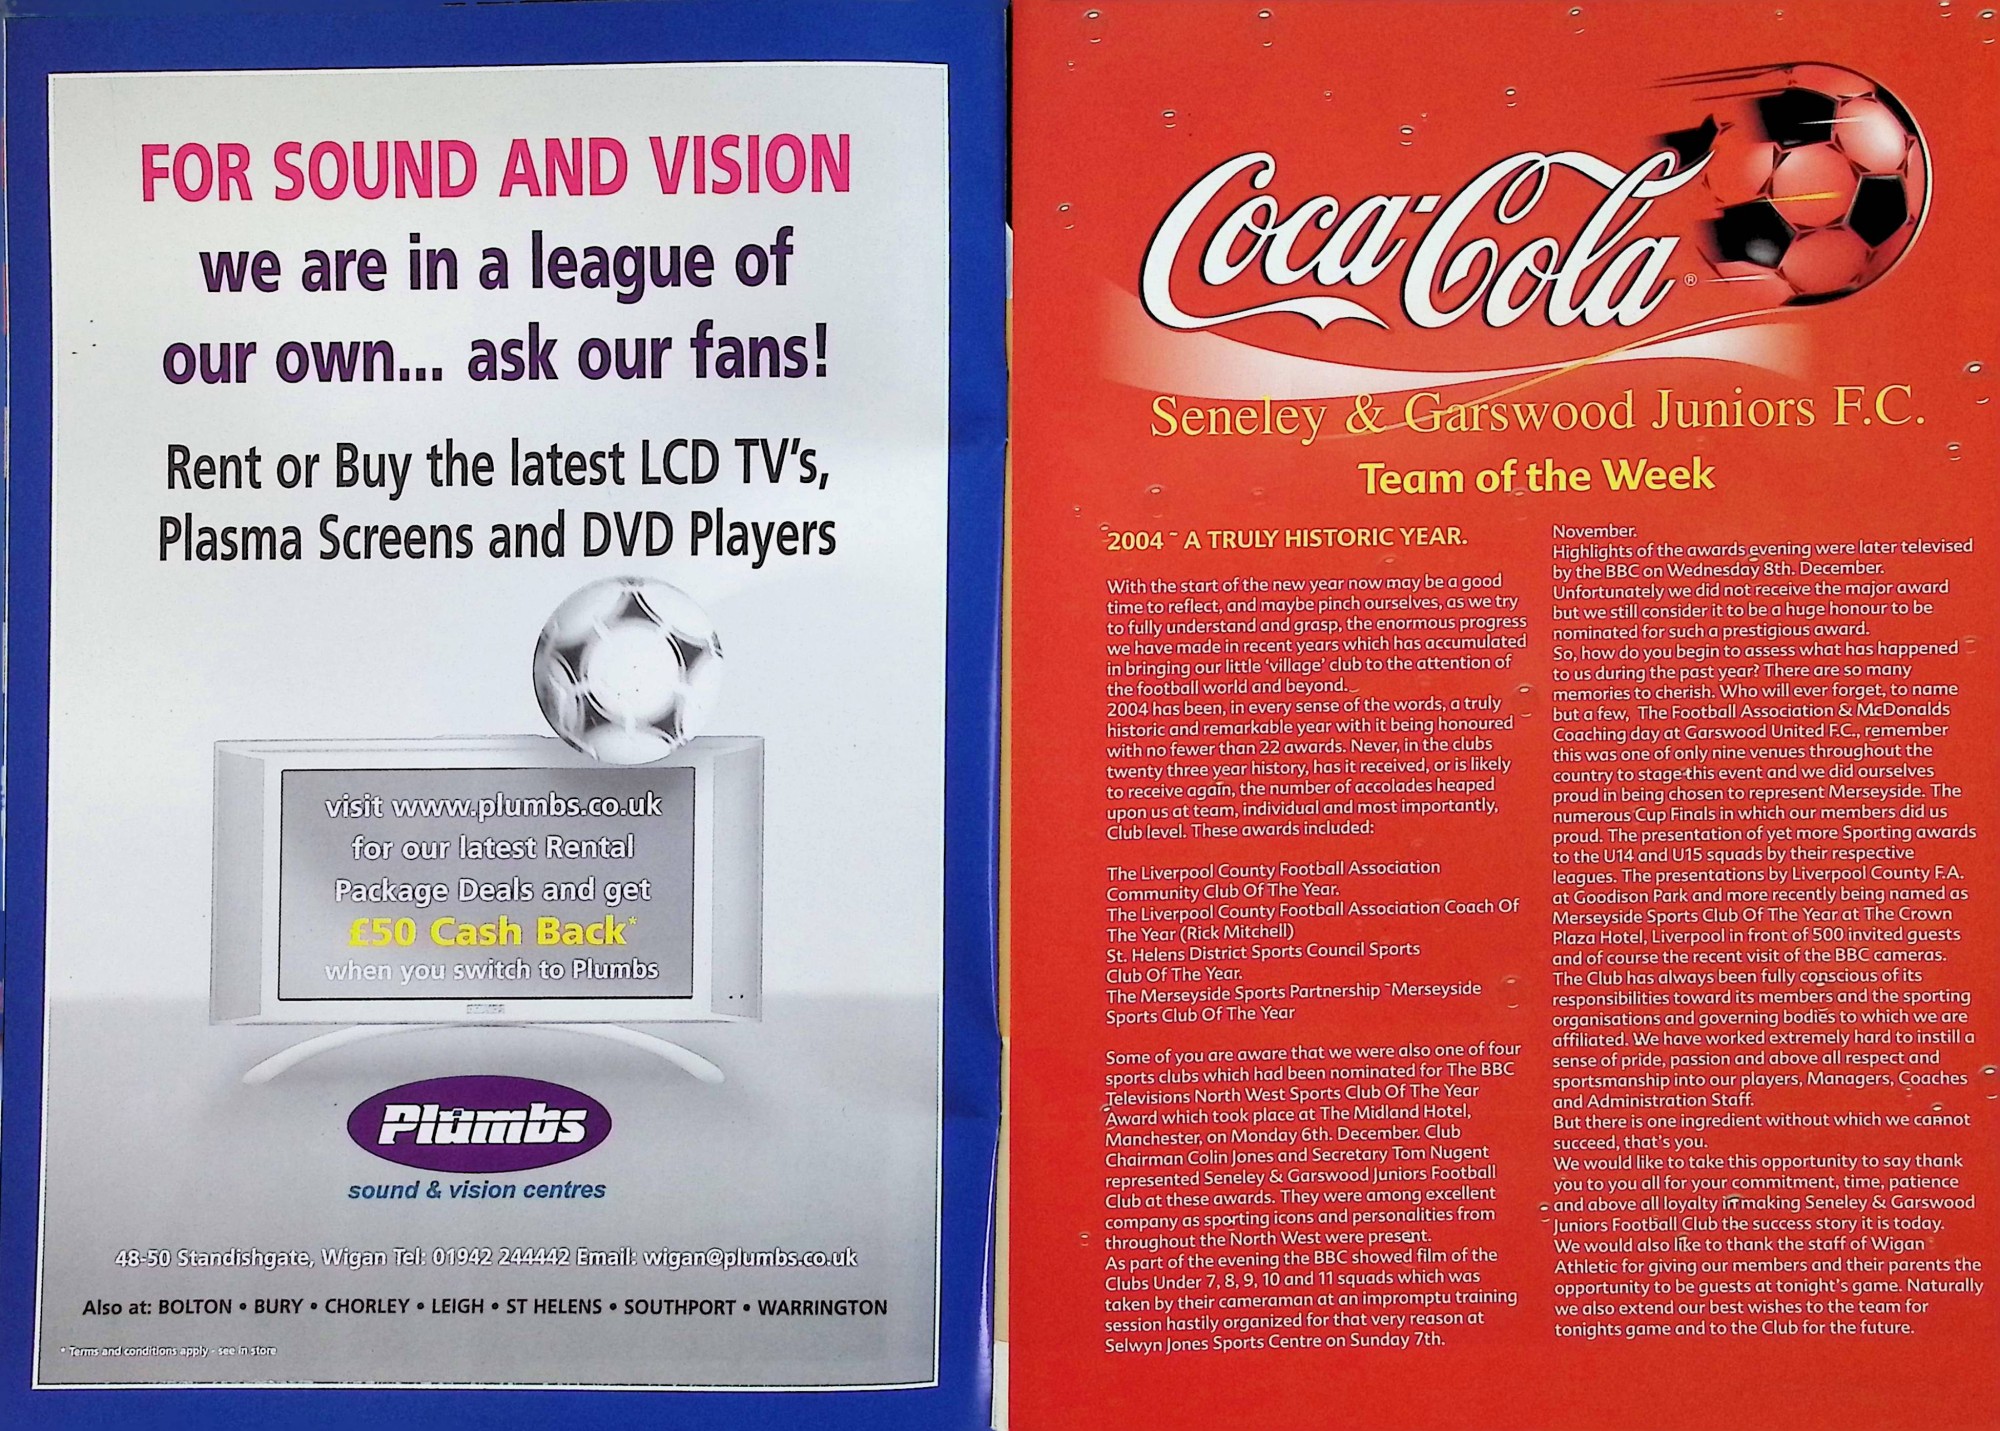 FOR SOUND AND VISION
we are in a league of
our own... ask our fans!
Rent or Buy the latest LCD TV's,
Plasma Screens and DVD Players
visit www.plumbs.co.uk
for our latest Rental
Package Deals and get
£50 Cash Back*
when you switch to Plumbs
Plumbs
sound & vision centres
48-50 Standishgate, Wigan Tel: 01942 244442 Email: wigan@plumbs.co.uk
Also at: BOLTON • BURY • CHORLEY • LEIGH • ST HELENS • SOUTHPORT • WARRINGTON
* Terms and conditions apply - see in store
Coca-Cola®
Seneley & Garswood Juniors F.C.
Team of the Week
2004 ~ A TRULY HISTORIC YEAR.
With the start of the new year now may be a good
time to reflect, and maybe pinch ourselves, as we try
to fully understand and grasp, the enormous progress
we have made in recent years which has accumulated
in bringing our little 'village' club to the attention of
the football world and beyond.
2004 has been, in every sense of the words, a truly
historic and remarkable year with it being honoured
with no fewer than 22 awards. Never, in the clubs
twenty three year history, has it received, or is likely
to receive again, the number of accolades heaped
upon us at team, individual and most importantly,
Club level. These awards included:
The Liverpool County Football Association
Community Club Of The Year.
The Liverpool County Football Association Coach Of
The Year (Rick Mitchell)
St. Helens District Sports Council Sports
Club Of The Year.
The Merseyside Sports Partnership ~Merseyside
Sports Club Of The Year
Some of you are aware that we were also one of four
sports clubs which had been nominated for The BBC
Televisions North West Sports Club Of The Year
Award which took place at The Midland Hotel,
Manchester, on Monday 6th. December. Club
Chairman Colin Jones and Secretary Tom Nugent
represented Seneley & Garswood Juniors Football
Club at these awards. They were among excellent
company as sporting icons and personalities from
throughout the North West were present.
As part of the evening the BBC showed film of the
Clubs Under 7, 8, 9, 10 and 11 squads which was
taken by their cameraman at an impromptu training
session hastily organized for that very reason at
Selwyn Jones Sports Centre on Sunday 7th.
November.
Highlights of the awards evening were later televised
by the BBC on Wednesday 8th. December.
Unfortunately we did not receive the major award
but we still consider it to be a huge honour to be
nominated for such a prestigious award.
So, how do you begin to assess what has happened
to us during the past year? There are so many
memories to cherish. Who will ever forget, to name
but a few, The Football Association & McDonalds
Coaching day at Garswood United F.C., remember
this was one of only nine venues throughout the
country to stage this event and we did ourselves
proud in being chosen to represent Merseyside. The
numerous Cup Finals in which our members did us
proud. The presentation of yet more Sporting awards
to the U14 and U15 squads by their respective
leagues. The presentations by Liverpool County F.A.
at Goodison Park and more recently being named as
Merseyside Sports Club Of The Year at The Crown
Plaza Hotel, Liverpool in front of 500 invited guests
and of course the recent visit of the BBC cameras.
The Club has always been fully conscious of its
responsibilities toward its members and the sporting
organisations and governing bodies to which we are
affiliated. We have worked extremely hard to instill a
sense of pride, passion and above all respect and
sportsmanship into our players, Managers, Coaches
and Administration Staff.
But there is one ingredient without which we cannot
succeed, that's you.
We would like to take this opportunity to say thank
you to you all for your commitment, time, patience
and above all loyalty in making Seneley & Garswood
Juniors Football Club the success story it is today.
We would also like to thank the staff of Wigan
Athletic for giving our members and their parents the
opportunity to be guests at tonight's game. Naturally
we also extend our best wishes to the team for
tonights game and to the Club for the future.